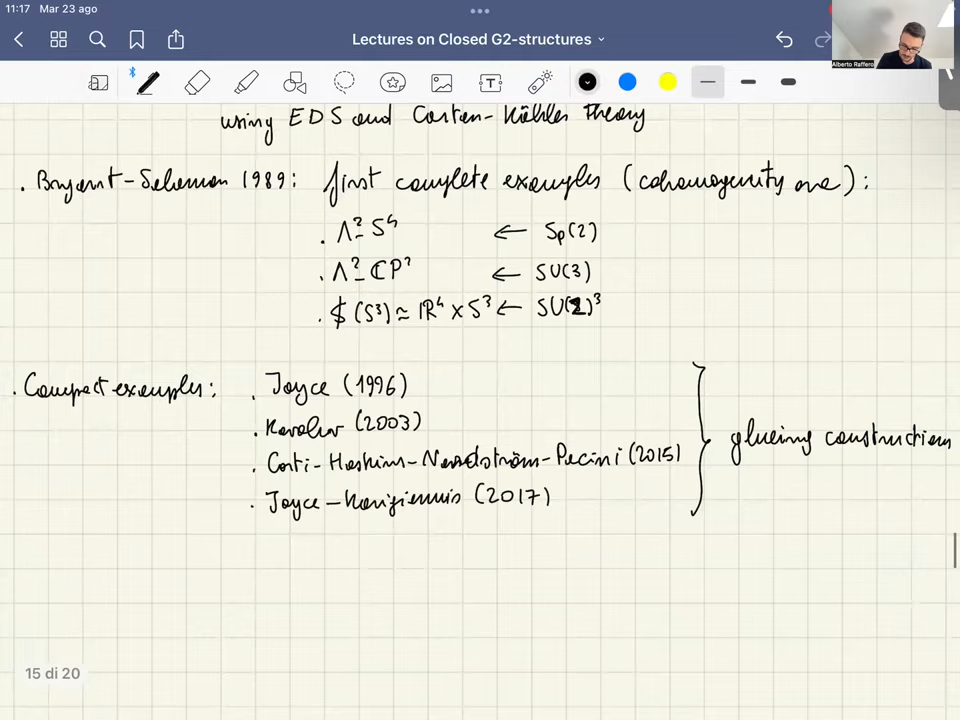 11:17 Mar 23 ago
Lectures on Closed G2-structures
Alberto Raffero
using EDS and Cartan-Kähler Theory
. Bryant-Salamon 1989: first complete examples (cohomogeneity one):
. Λ²₋ S⁴ ← Sp(2)
. Λ²₋ ℂP² ← SU(3)
. $ (S³) ≃ ℝ⁴ × S³ ← SU(2)³
. Compact examples: . Joyce (1996)
. Kovalev (2003)
. Corti-Haskins-Nordström-Pacini (2015)
. Joyce-Karigiannis (2017)
glueing constructions
15 di 20